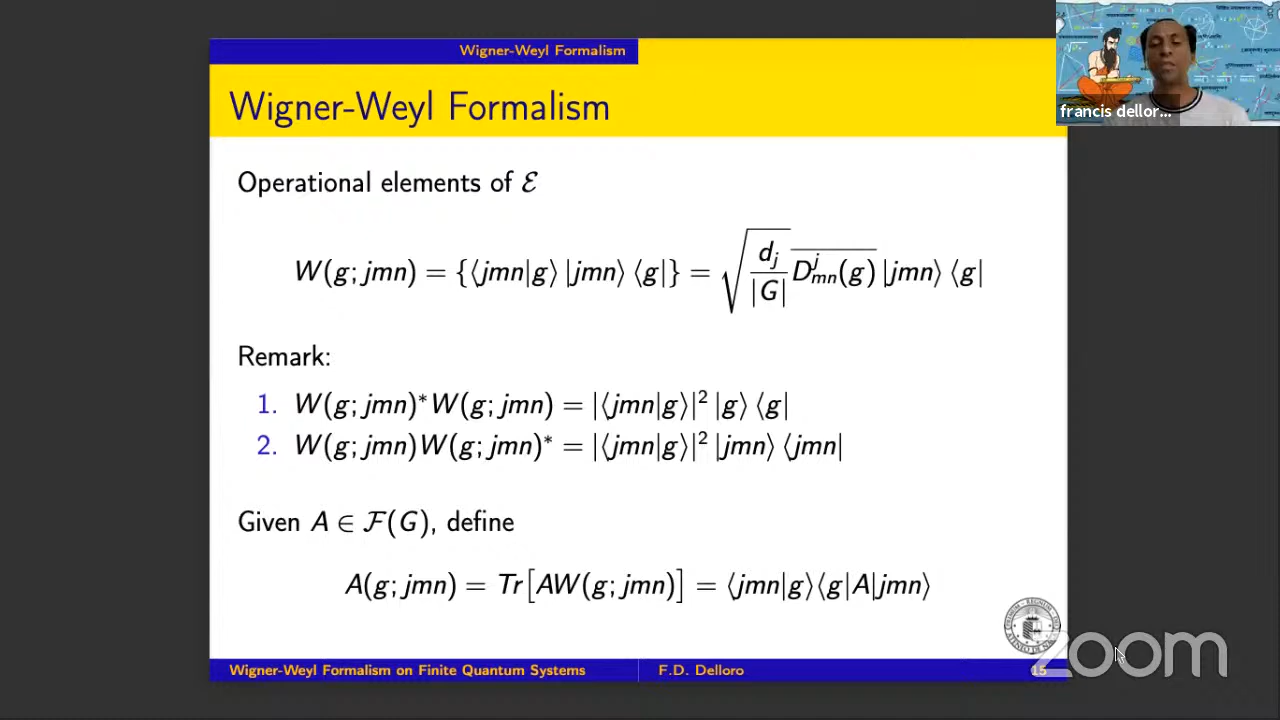 Wigner-Weyl Formalism
Wigner-Weyl Formalism
francis dellor...
Operational elements of ℰ
W(g; jmn) = {⟨jmn|g⟩ |jmn⟩ ⟨g|} = √(d_j/|G|) \overline{D^j_{mn}(g)} |jmn⟩ ⟨g|
Remark:
1. W(g; jmn)*W(g; jmn) = |⟨jmn|g⟩|² |g⟩ ⟨g|
2. W(g; jmn)W(g; jmn)* = |⟨jmn|g⟩|² |jmn⟩ ⟨jmn|
Given A ∈ ℱ(G), define
A(g; jmn) = Tr[AW(g; jmn)] = ⟨jmn|g⟩⟨g|A|jmn⟩
zoom
Wigner-Weyl Formalism on Finite Quantum Systems F.D. Delloro 15